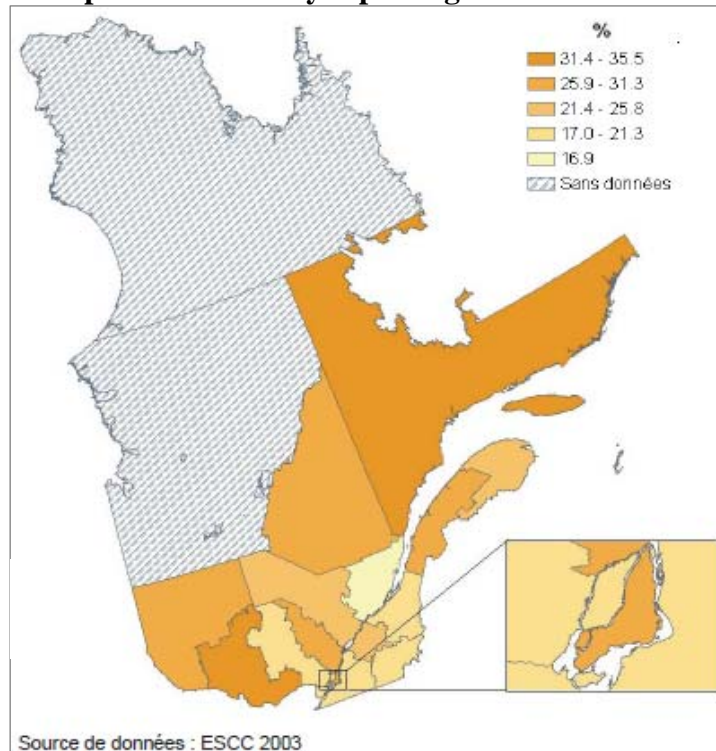 %
31.4 - 35.5
25.9 - 31.3
21.4 - 25.8
17.0 - 21.3
16.9
Sans données
Source de données : ESCC 2003